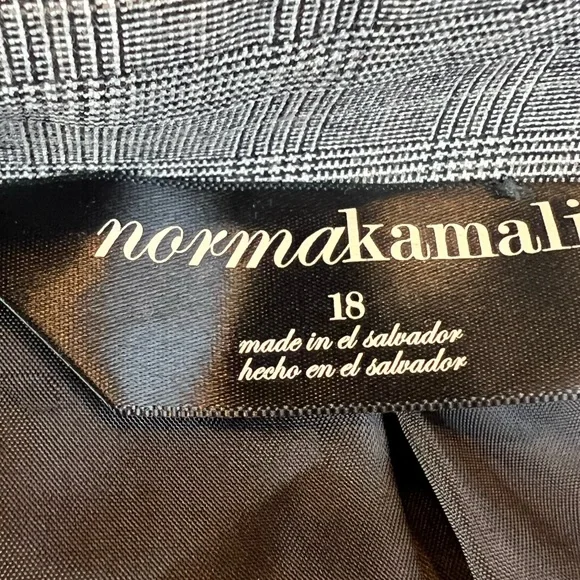 normakamali
18
made in el salvador
hecho en el salvador